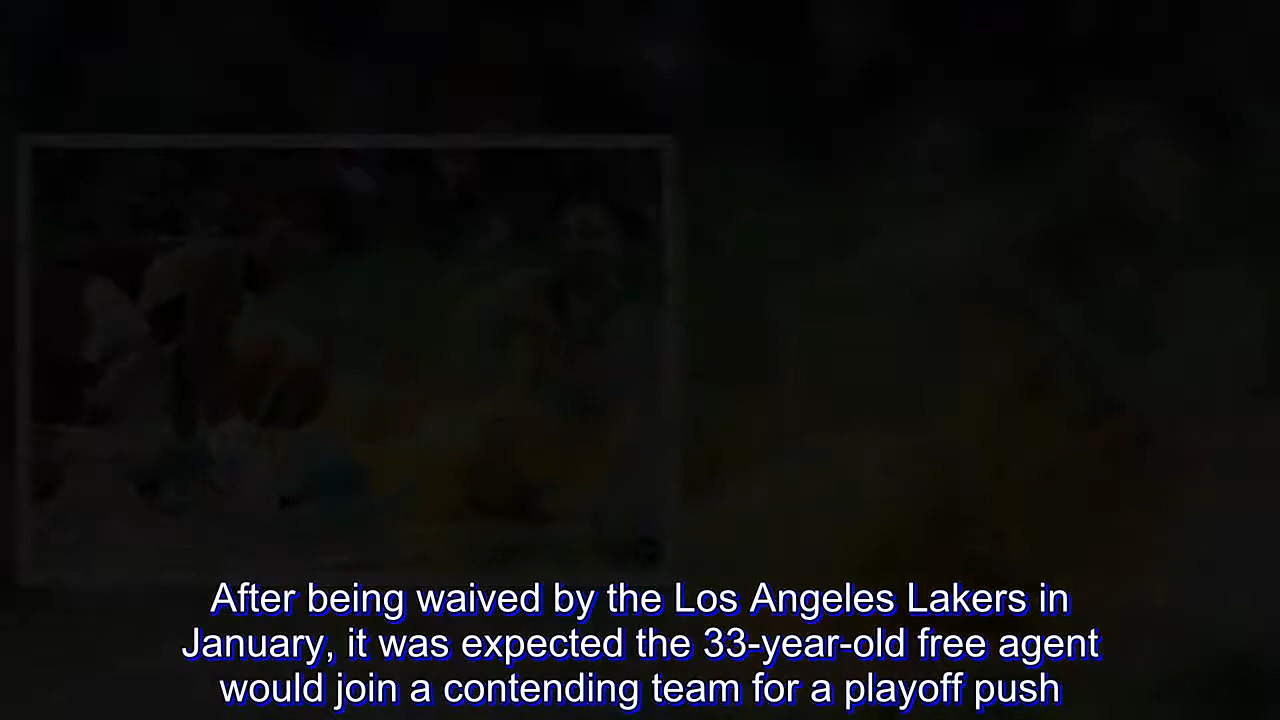 After being waived by the Los Angeles Lakers in
January, it was expected the 33-year-old free agent
would join a contending team for a playoff push